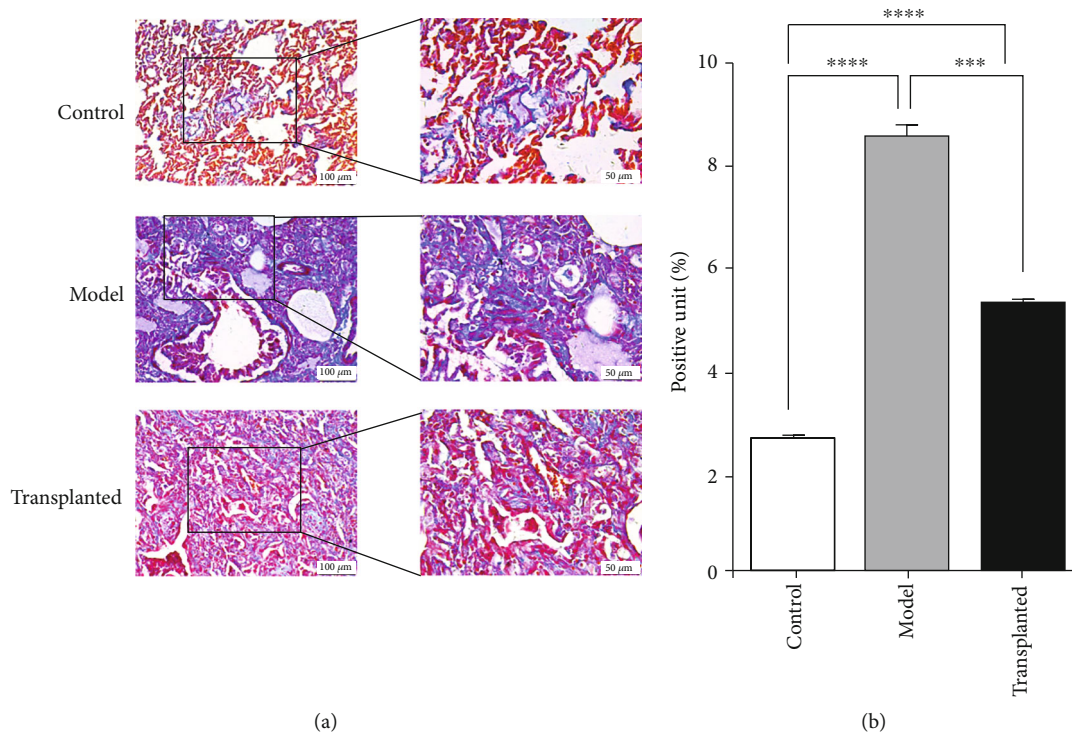 Control
100 μm
50 μm
Model
100 μm
50 μm
Transplanted
100 μm
50 μm
(a)
****
****
***
10
8
6
4
2
0
Positive unit (%)
Control
Model
Transplanted
(b)